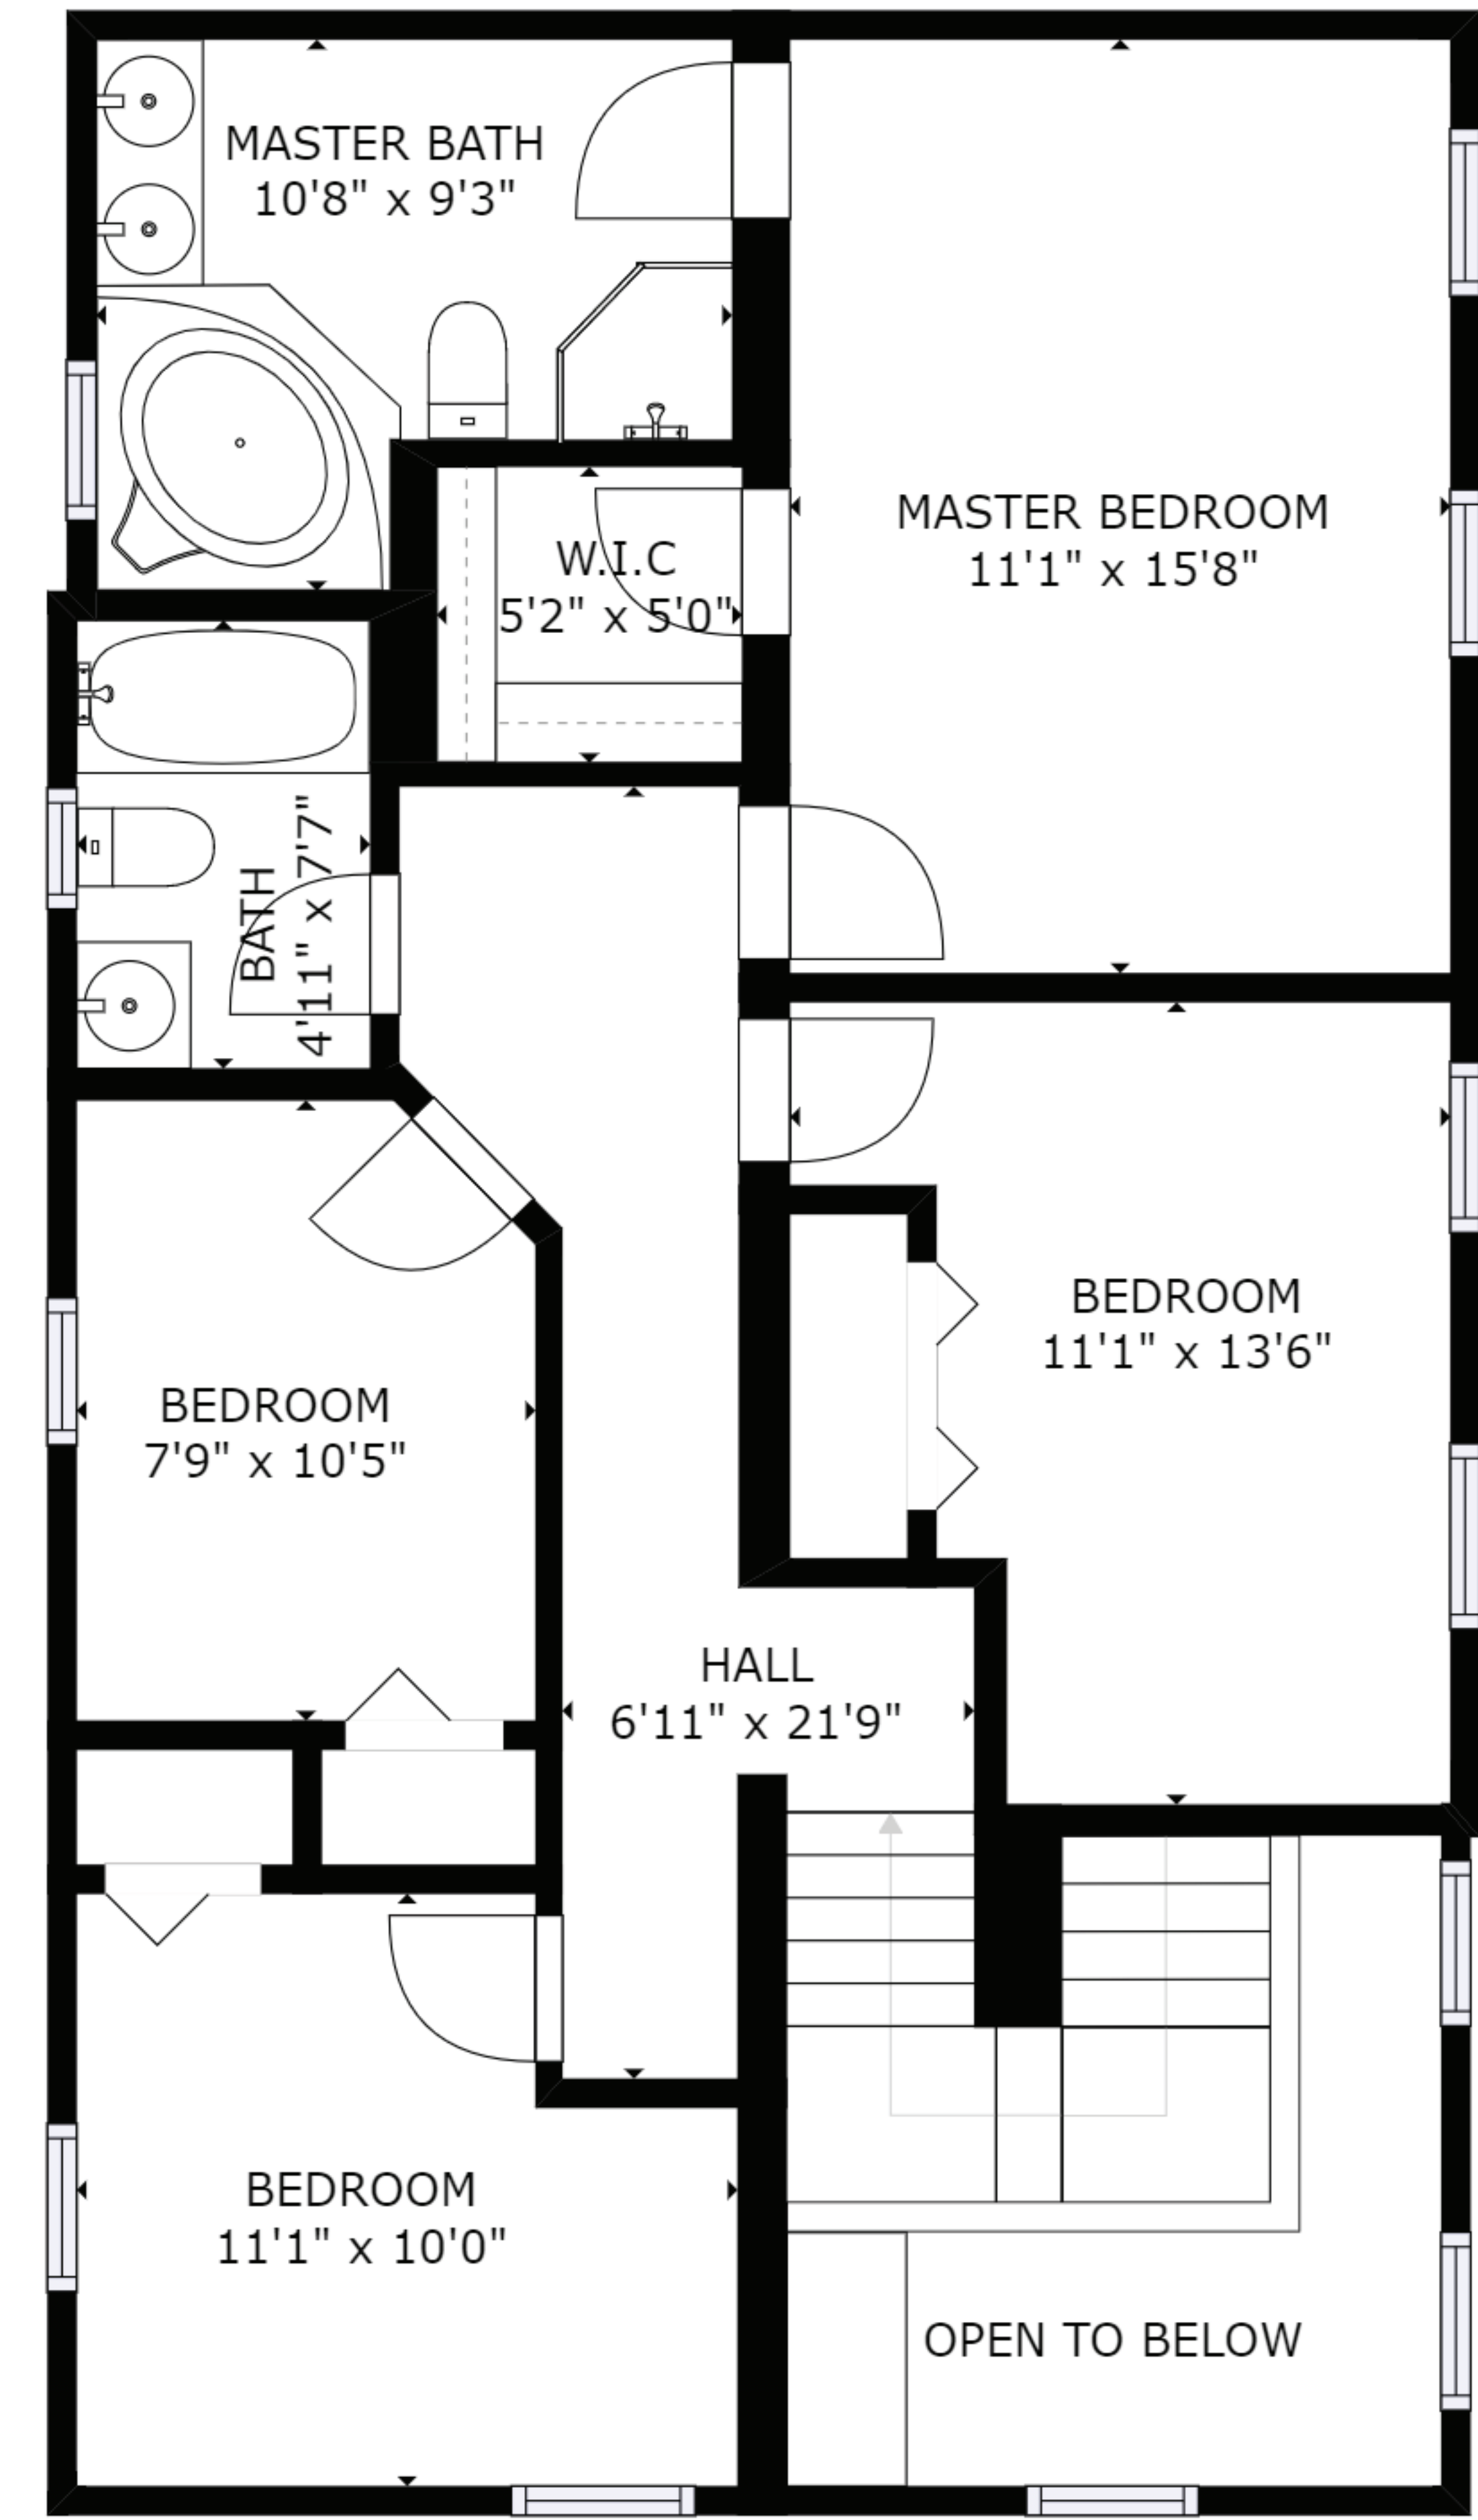 MASTER BATH
10'8" x 9'3"
MASTER BEDROOM
11'1" x 15'8"
W.I.C
5'2" x 5'0"
BATH
4'11" x 7'7"
BEDROOM
11'1" x 13'6"
BEDROOM
7'9" x 10'5"
HALL
6'11" x 21'9"
BEDROOM
11'1" x 10'0"
OPEN TO BELOW